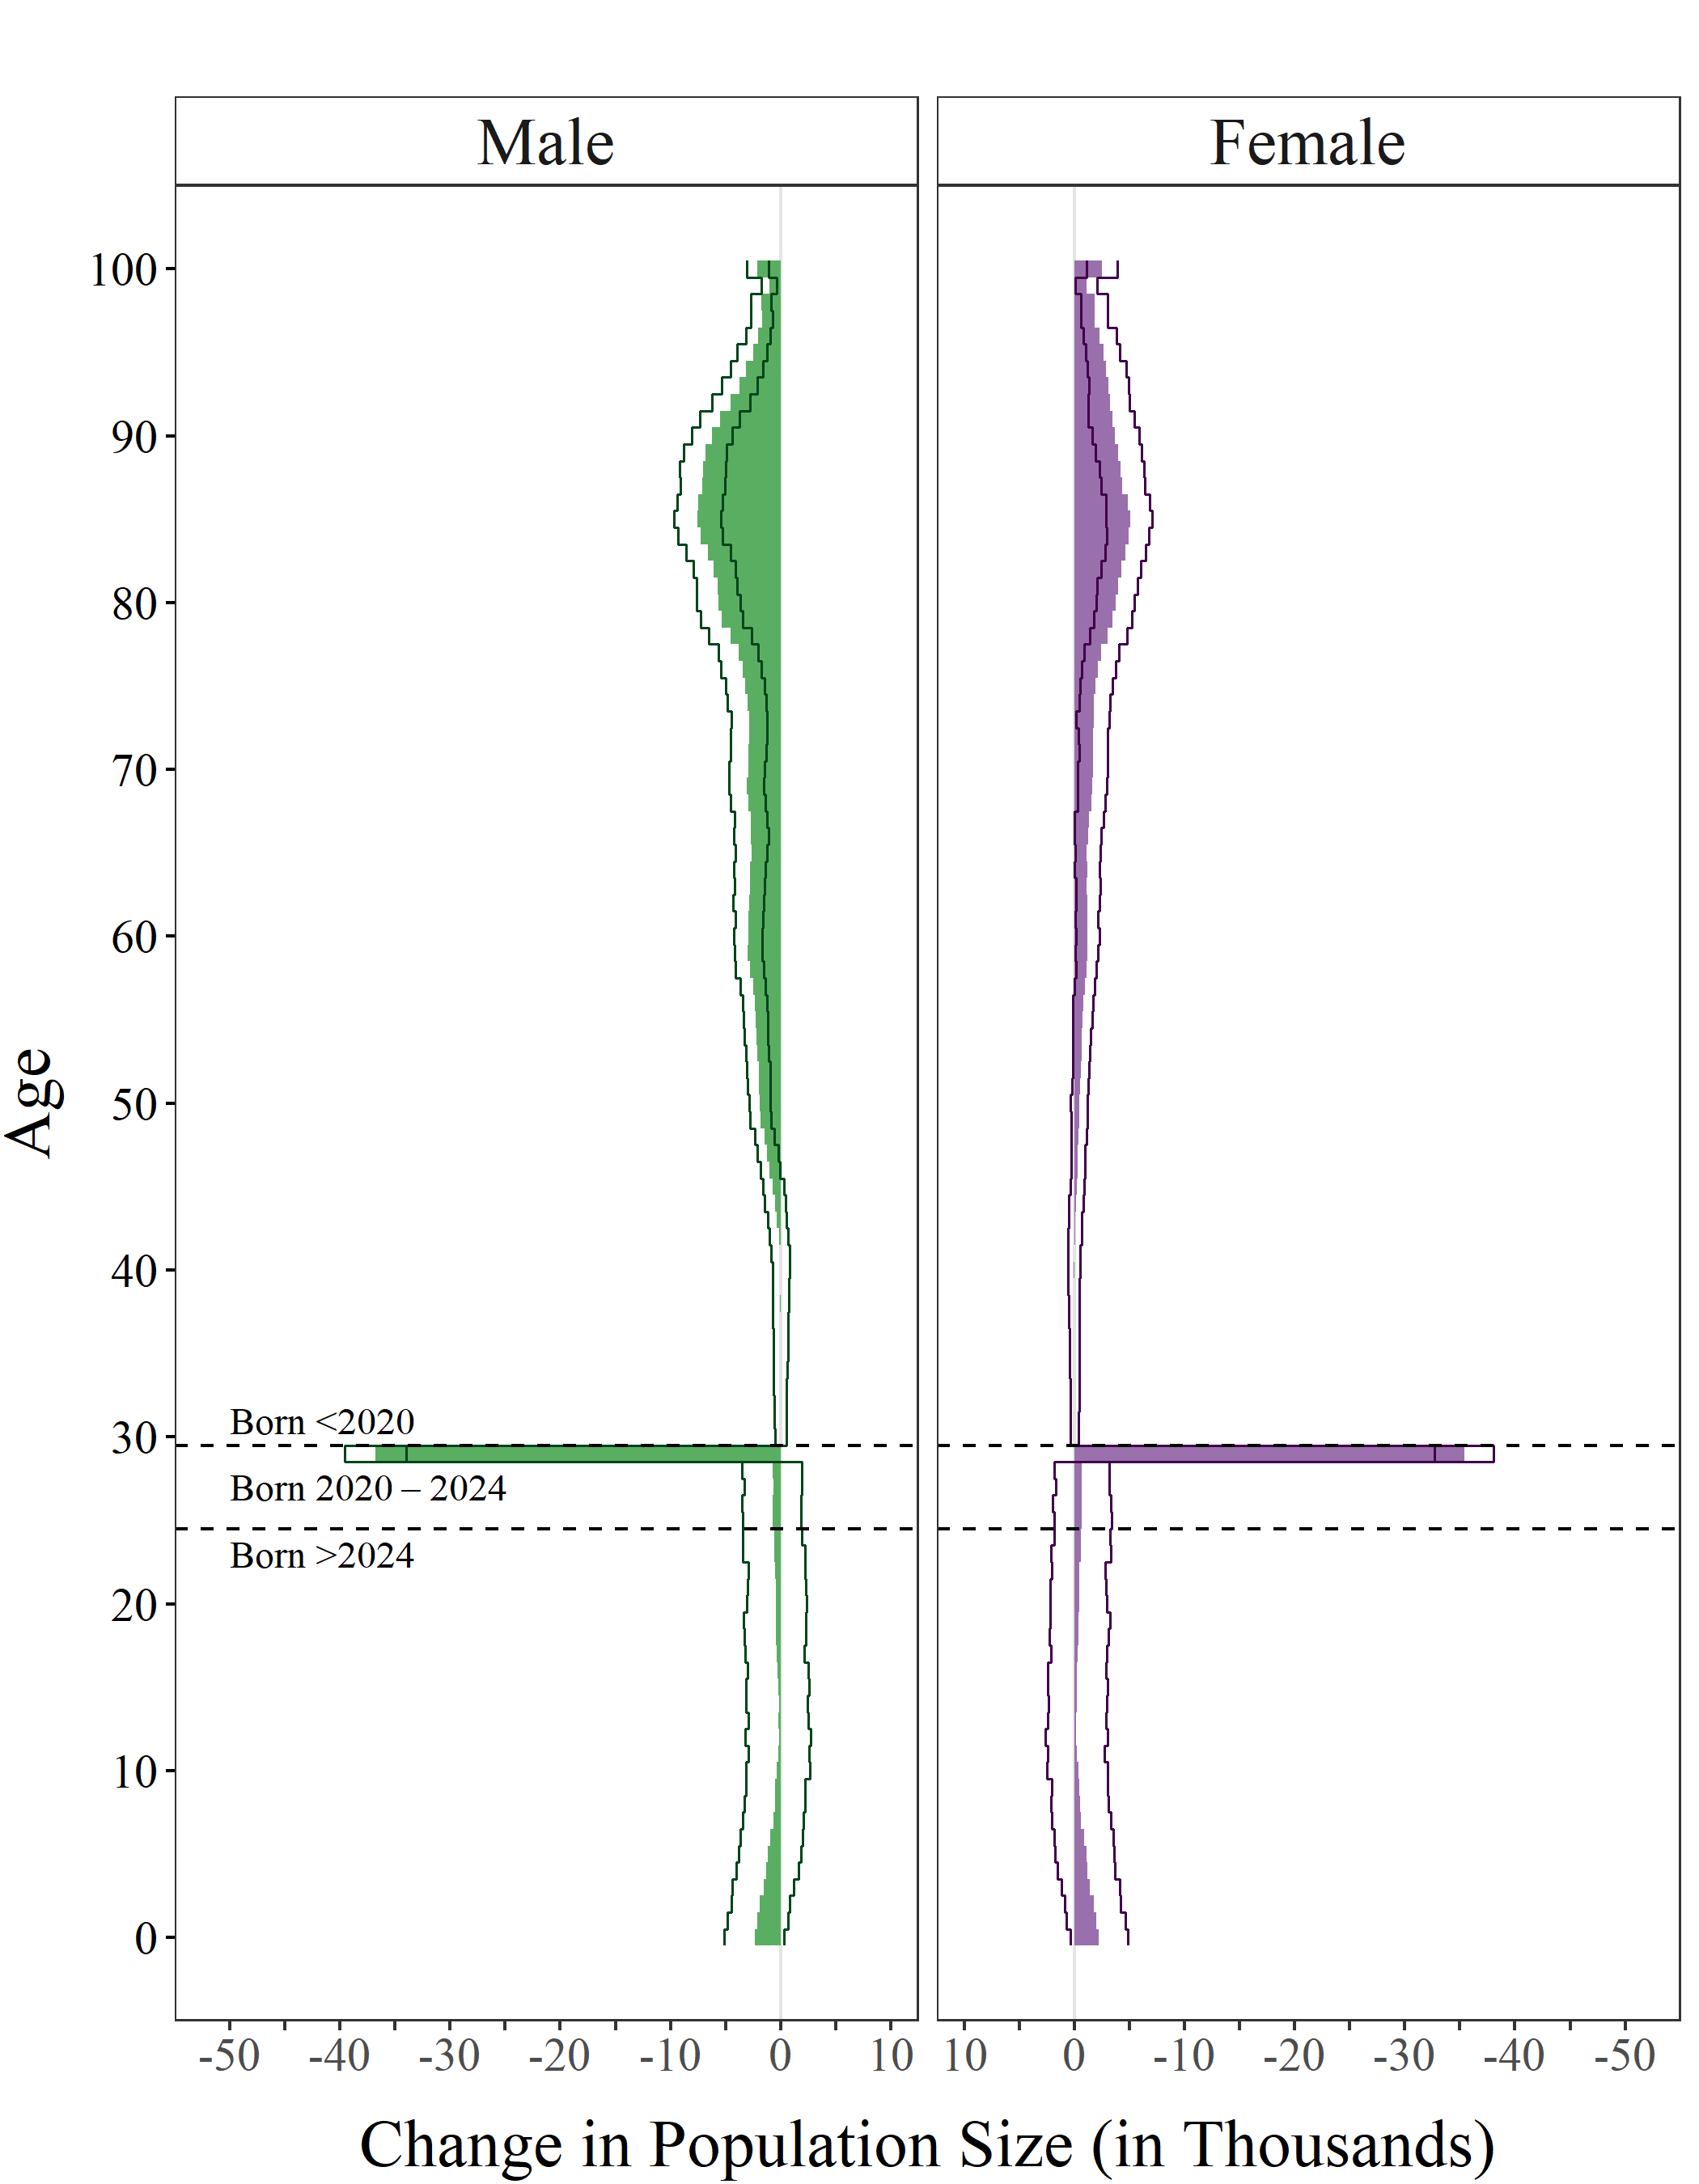 Male Female
100
90
80
70
60
50
40
30
20
10
0
Age
Born <2020
Born 2020 – 2024
Born >2024
-50 -40 -30 -20 -10 0 10 10 0 -10 -20 -30 -40 -50
Change in Population Size (in Thousands)